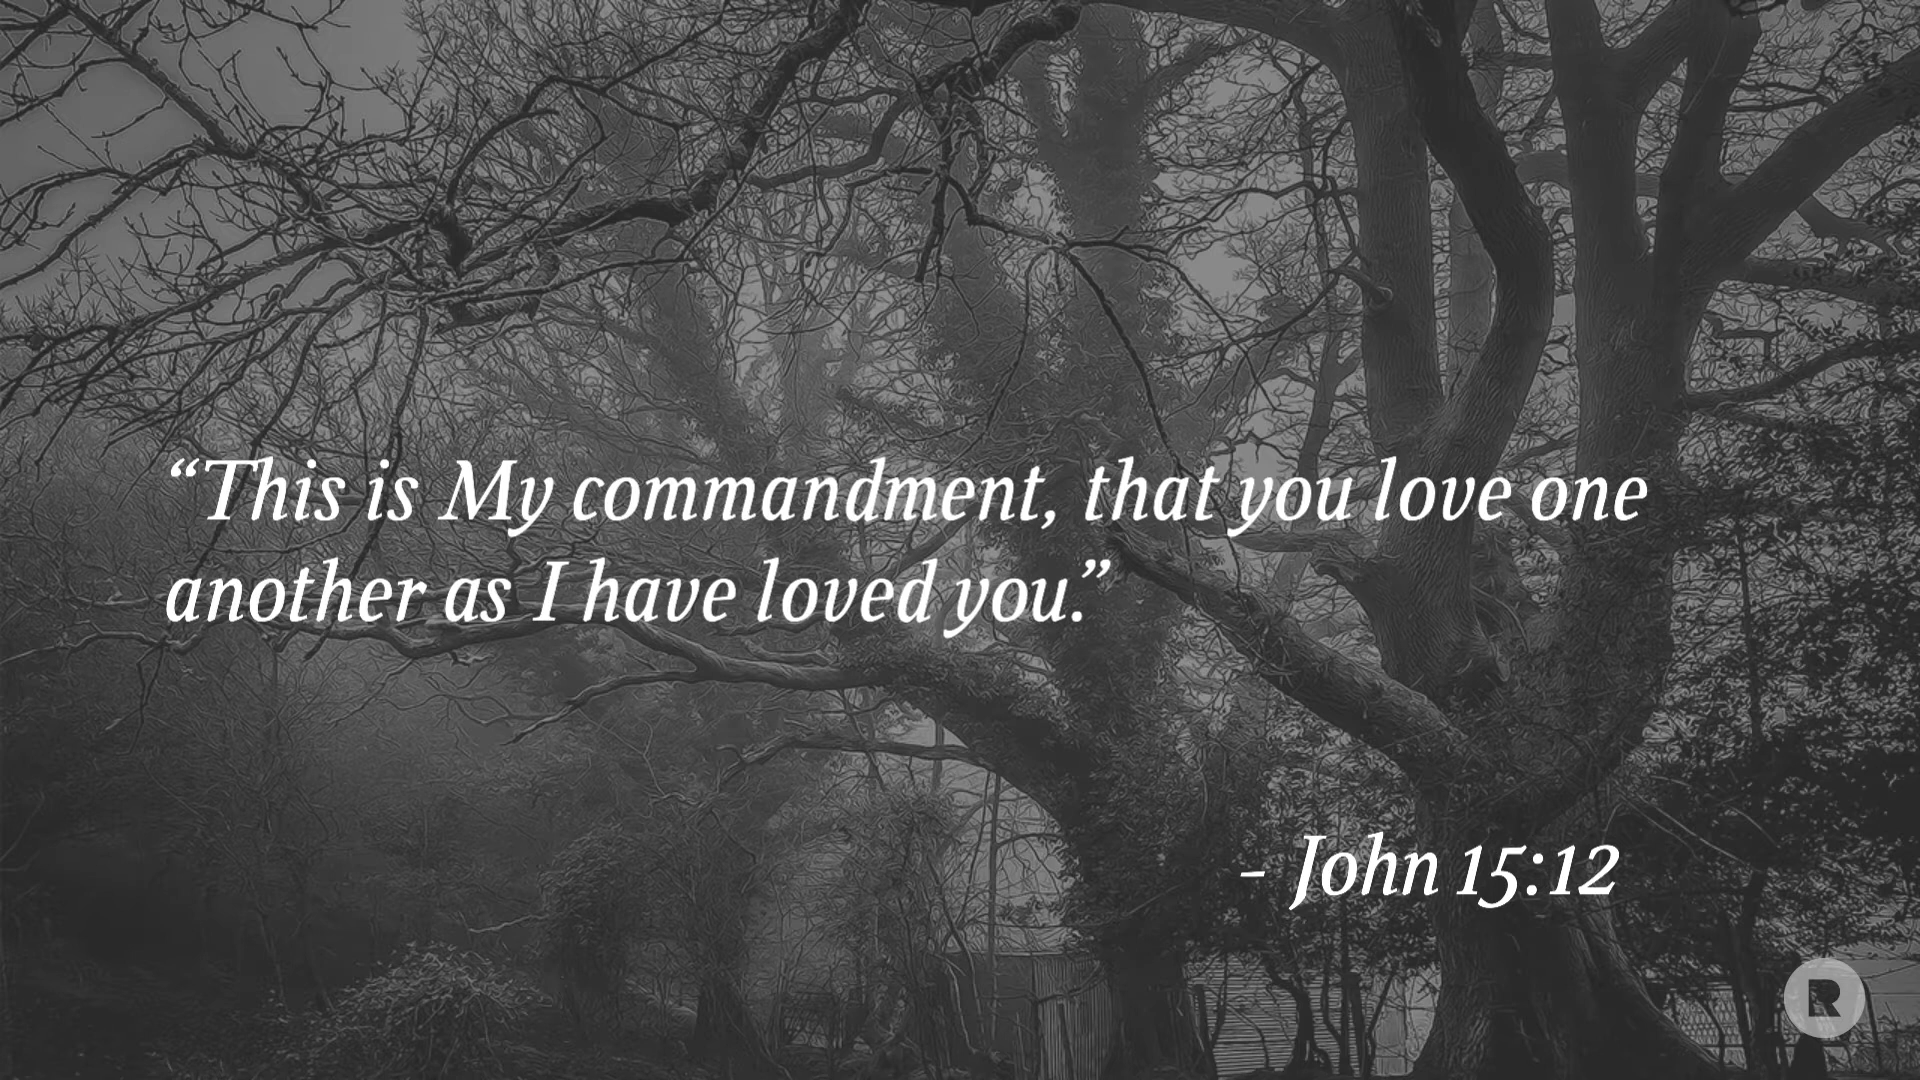 “This is My commandment, that you love one
another as I have loved you.”
- John 15:12
R